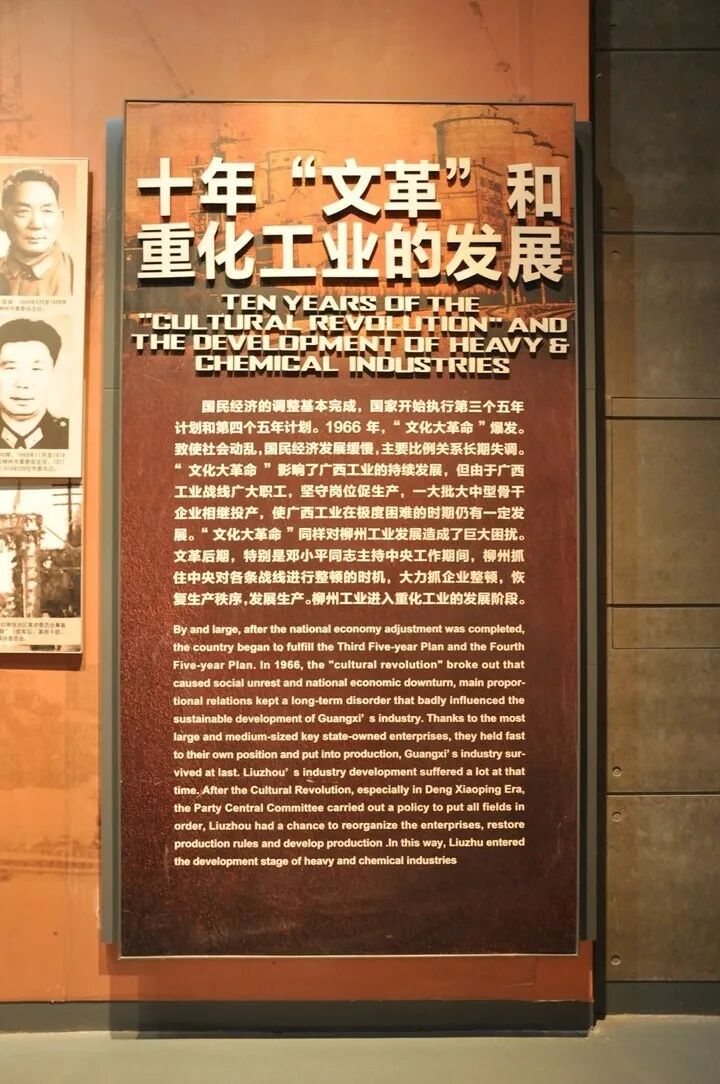 十年“文革”和
重化工业的发展
TEN YEARS OF THE
"CULTURAL REVOLUTION" AND
THE DEVELOPMENT OF HEAVY &
CHEMICAL INDUSTRIES
国民经济的调整基本完成，国家开始执行第三个五年
计划和第四个五年计划。1966 年，“ 文化大革命 ”爆发。
致使社会动乱，国民经济发展缓慢，主要比例关系长期失调。
“ 文化大革命 ” 影响了广西工业的持续发展，但由于广西
工业战线广大职工，坚守岗位促生产，一大批大中型骨干
企业相继投产，使广西工业在极度困难的时期仍有一定发
展。“ 文化大革命 ”同样对柳州工业发展造成了巨大困扰。
文革后期，特别是邓小平同志主持中央工作期间，柳州抓
住中央对各条战线进行整顿的时机，大力抓企业整顿，恢
复生产秩序，发展生产。柳州工业进入重化工业的发展阶段。
By and large, after the national economy adjustment was completed,
the country began to fulfill the Third Five-year Plan and the Fourth
Five-year Plan. In 1966, the "cultural revolution" broke out that
caused social unrest and national economic downturn, main propor-
tional relations kept a long-term disorder that badly influenced the
sustainable development of Guangxi’ s industry. Thanks to the most
large and medium-sized key state-owned enterprises, they held fast
to their own position and put into production, Guangxi’ s industry sur-
vived at last. Liuzhou’ s industry development suffered a lot at that
time. After the Cultural Revolution, especially in Deng Xiaoping Era,
the Party Central Committee carried out a policy to put all fields in
order, Liuzhou had a chance to reorganize the enterprises, restore
production rules and develop production .In this way, Liuzhu entered
the development stage of heavy and chemical industries